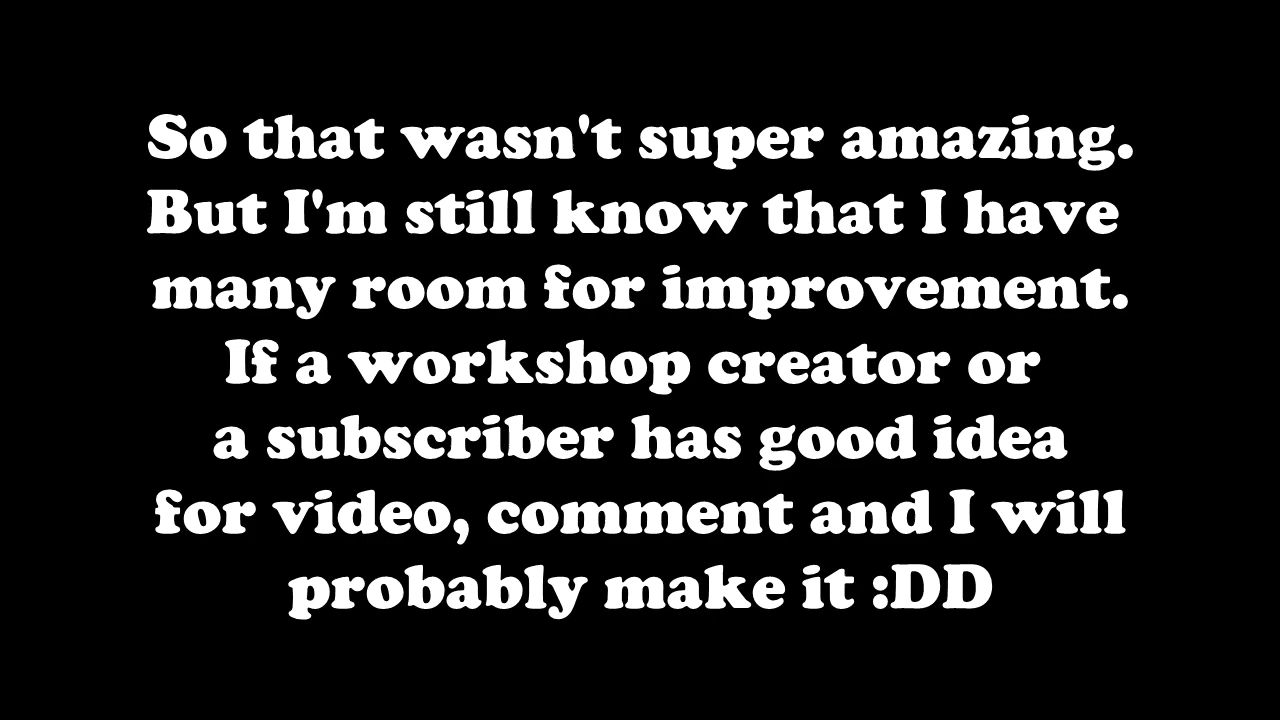 So that wasn't super amazing.
But I'm still know that I have
many room for improvement.
If a workshop creator or
a subscriber has good idea
for video, comment and I will
probably make it :DD